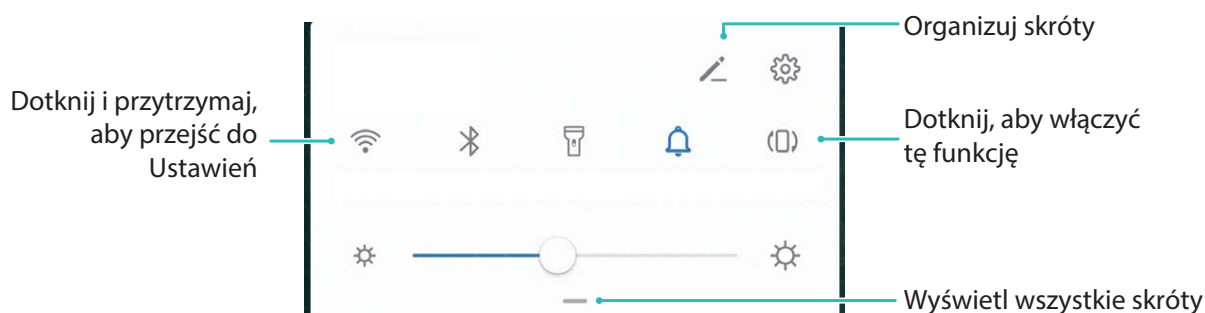 Organizuj skróty
Dotknij i przytrzymaj,
aby przejść do
Ustawień
Dotknij, aby włączyć
tę funkcję
Wyświetl wszystkie skróty